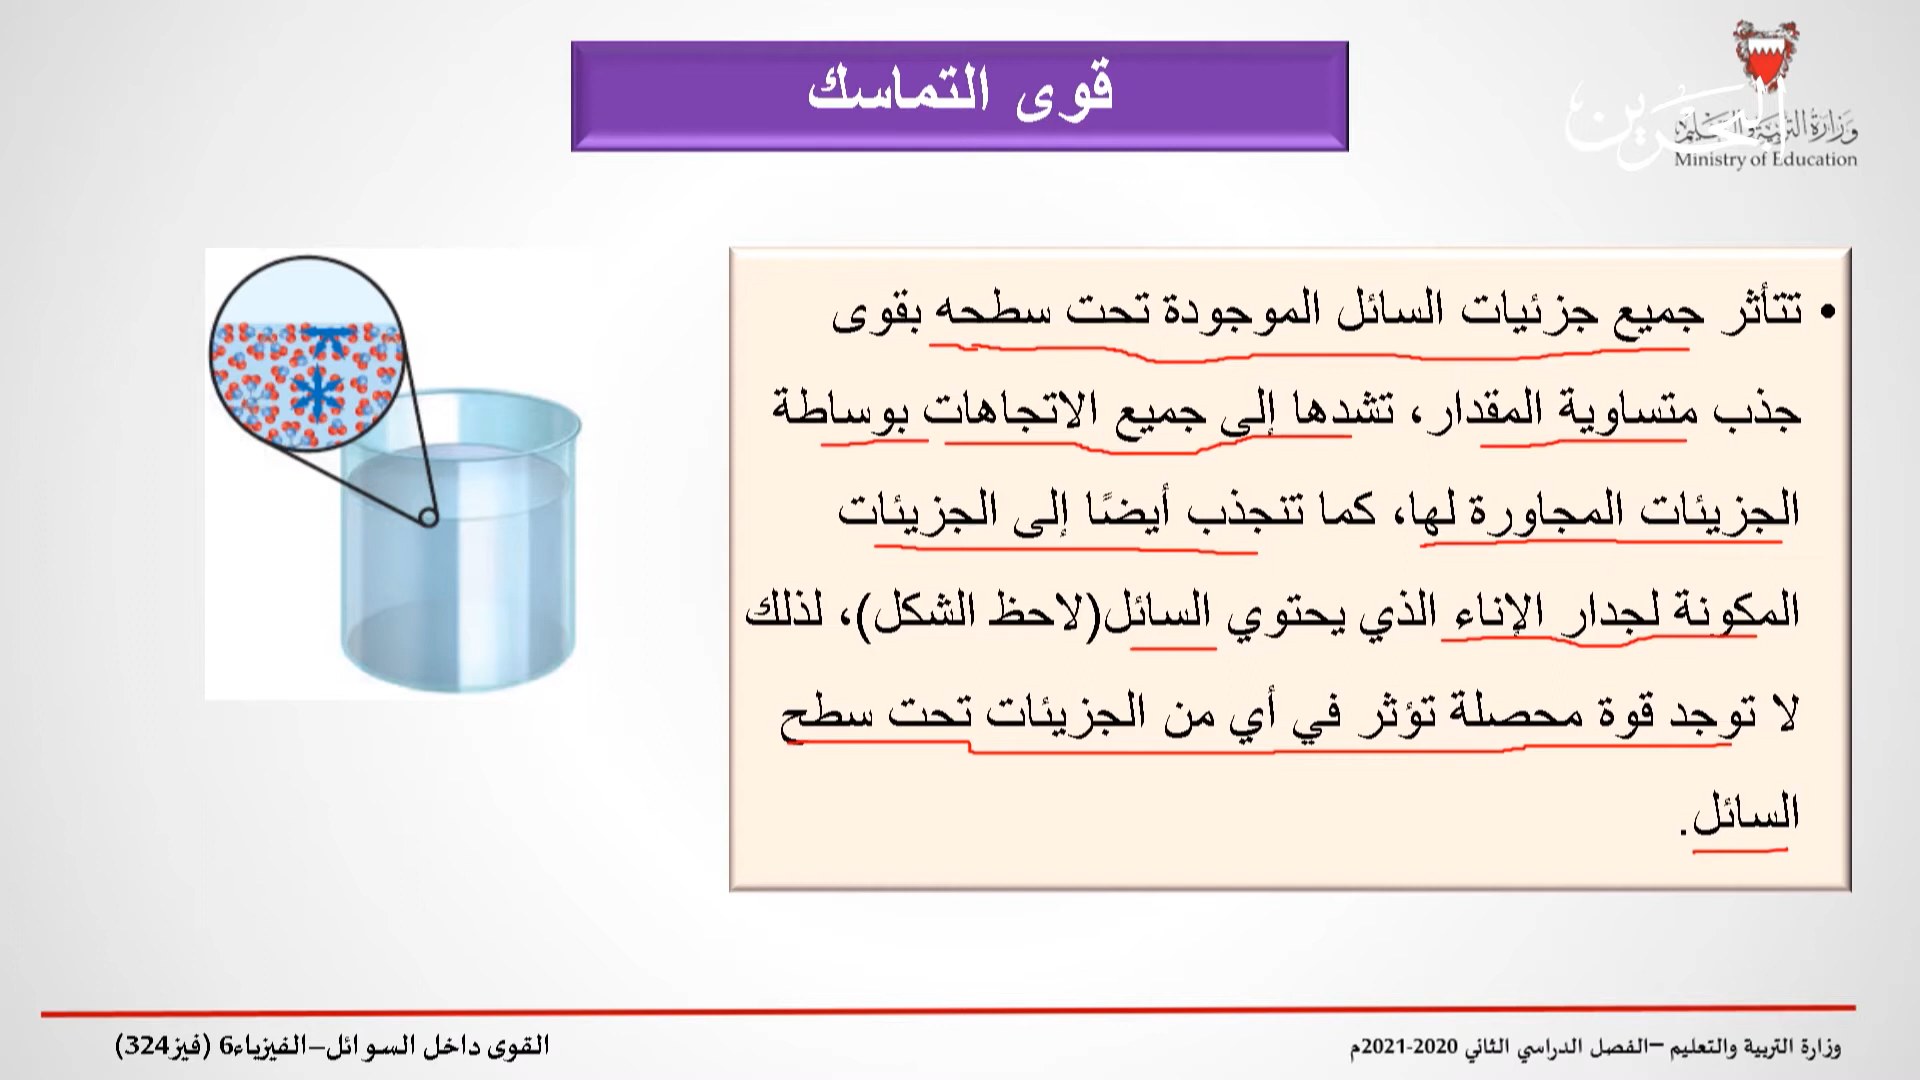 قوى التماسك
البحرين
وزارة التربية والتعليم
Ministry of Education
• تتأثر جميع جزئيات السائل الموجودة تحت سطحه بقوى
جذب متساوية المقدار، تشدها إلى جميع الاتجاهات بوساطة
الجزيئات المجاورة لها، كما تنجذب أيضًا إلى الجزيئات
المكونة لجدار الإناء الذي يحتوي السائل(لاحظ الشكل)، لذلك
لا توجد قوة محصلة تؤثر في أي من الجزيئات تحت سطح
السائل.
وزارة التربية والتعليم –الفصل الدراسي الثاني 2020-2021م
القوى داخل السوائل–الفيزياء6 (فيز324)